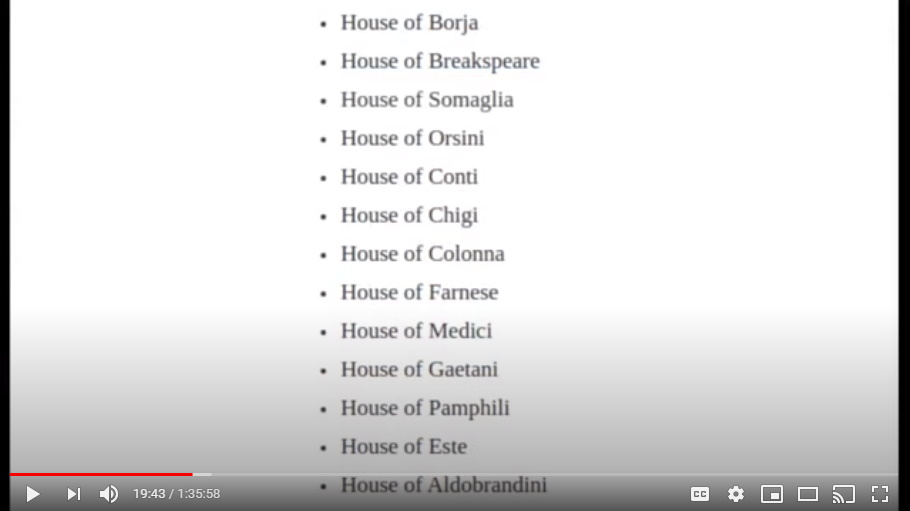 • House of Borja
• House of Breakspeare
• House of Somaglia
• House of Orsini
• House of Conti
• House of Chigi
• House of Colonna
• House of Farnese
• House of Medici
• House of Gaetani
• House of Pamphili
• House of Este
• House of Aldobrandini
19:43 / 1:35:58
CC